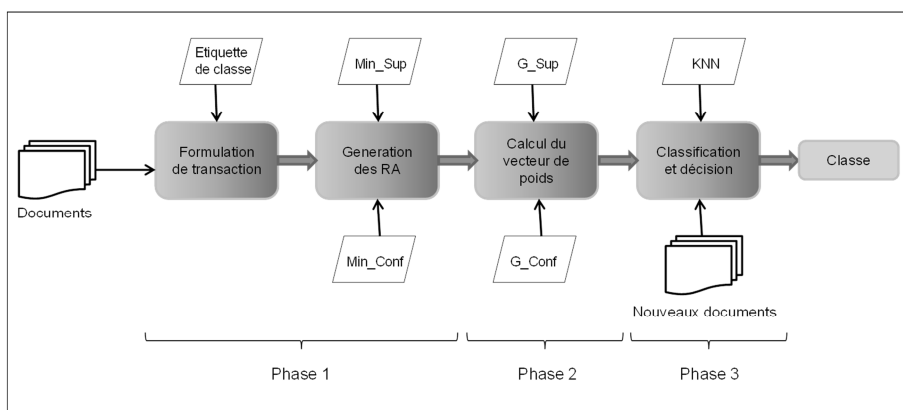 Etiquette
de classe
Min_Sup
G_Sup
KNN
Formulation
de transaction
Generation
des RA
Calcul du
vecteur de
poids
Classification
et décision
Classe
Documents
Min_Conf
G_Conf
Nouveaux documents
Phase 1
Phase 2
Phase 3